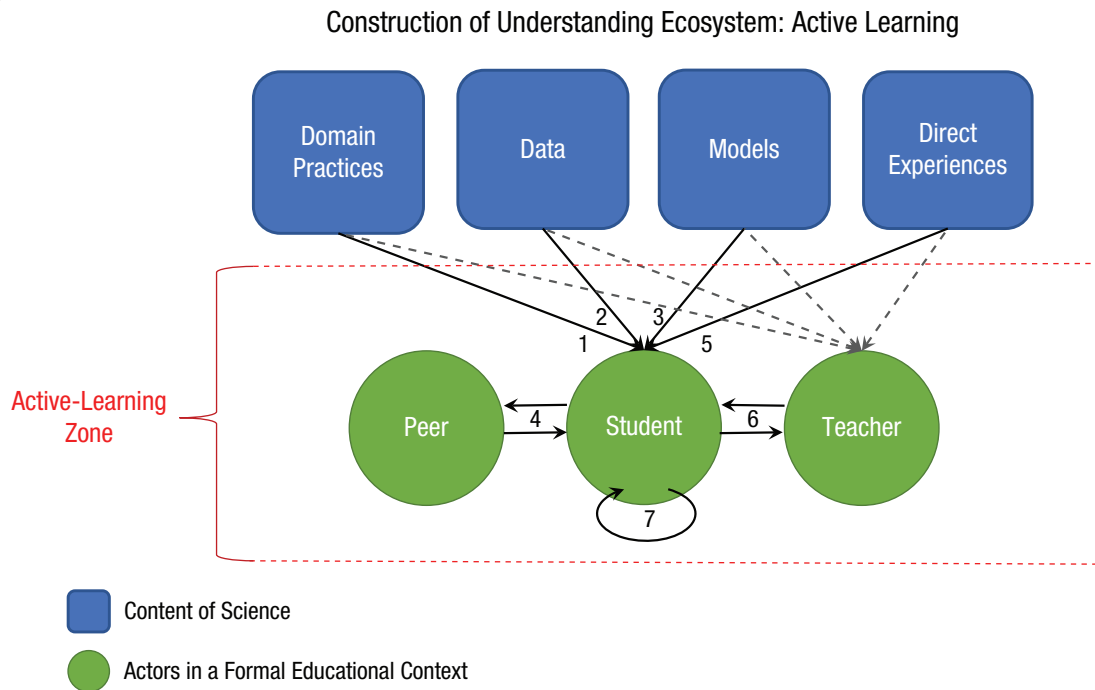 Construction of Understanding Ecosystem: Active Learning
Domain
Practices
Data
Models
Direct
Experiences
2
3
1
5
Active-Learning
Zone
Peer
4
Student
6
Teacher
7
Content of Science
Actors in a Formal Educational Context